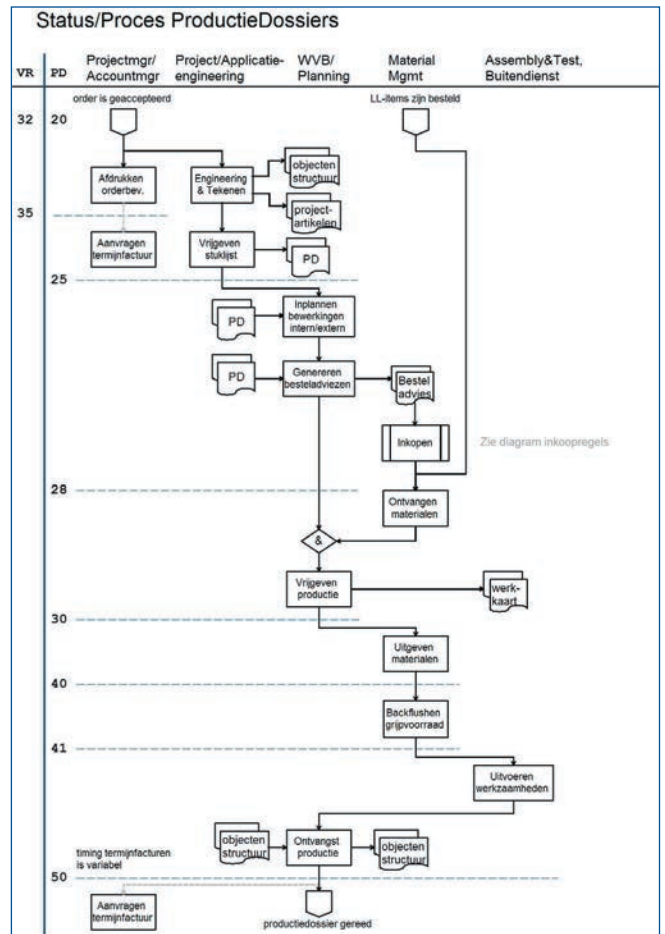 Status/Proces ProductieDossiers
VR
PD
Projectmgr/
Accountmgr
Project/Applicatie-
engineering
WVB/
Planning
Material
Mgmt
Assembly&Test,
Buitendienst
order is geaccepteerd
LL-items zijn besteld
32
20
Afdrukken
orderbev.
Engineering
& Tekenen
objecten
structuur
project-
artikelen
35
Aanvragen
termijnfactuur
Vrijgeven
stuklijst
PD
25
PD
Inplannen
bewerkingen
intern/extern
PD
Genereren
besteladviezen
Bestel
advies
Inkopen
Zie diagram inkoopregels
28
Ontvangen
materialen
&
Vrijgeven
productie
werk-
kaart
30
Uitgeven
materialen
40
Backflushen
grijpvoorraad
41
Uitvoeren
werkzaamheden
timing termijnfacturen
is variabel
objecten
structuur
Ontvangst
productie
objecten
structuur
50
Aanvragen
termijnfactuur
productiedossier gereed